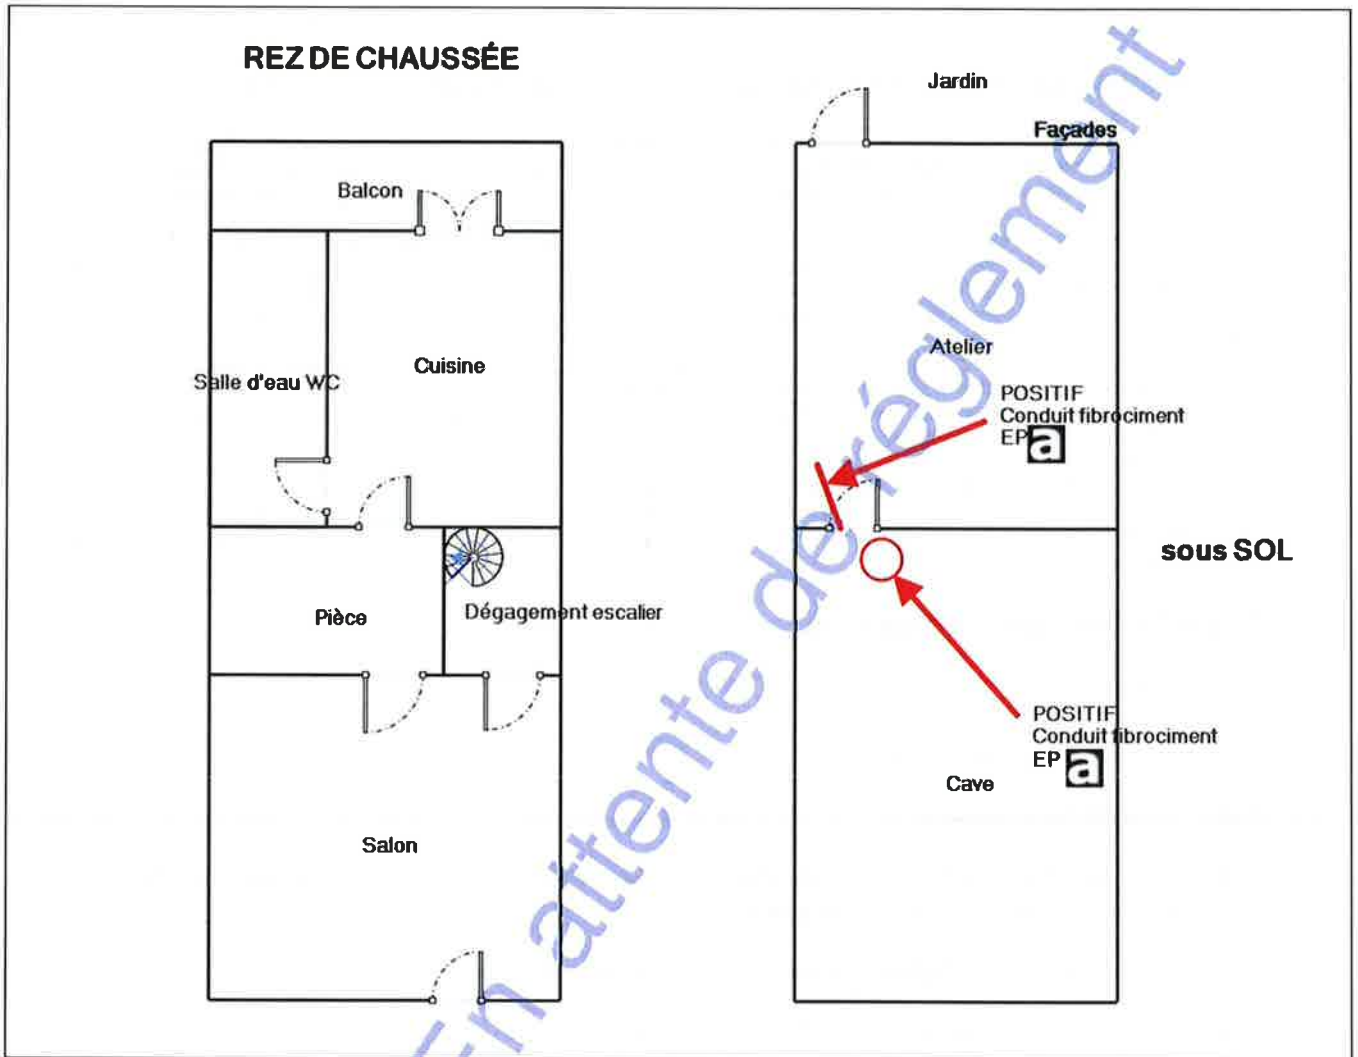 REZ DE CHAUSSÉE
Balcon
Salle d'eau WC
Cuisine
Pièce
Dégagement escalier
Salon
Jardin
Façades
Atelier
POSITIF
Conduit fibrociment
EP a
sous SOL
POSITIF
Conduit fibrociment
EP a
Cave
En attente de réglement